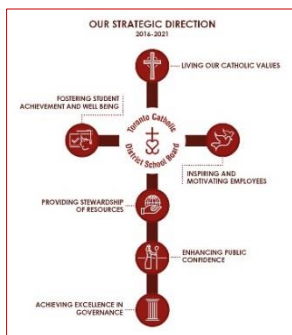 OUR STRATEGIC DIRECTION
2016-2021
LIVING OUR CATHOLIC VALUES
FOSTERING STUDENT
ACHIEVEMENT AND WELL BEING
Toronto Catholic
District School Board
INSPIRING AND
MOTIVATING EMPLOYEES
PROVIDING STEWARDSHIP
OF RESOURCES
ENHANCING PUBLIC
CONFIDENCE
ACHIEVING EXCELLENCE IN
GOVERNANCE